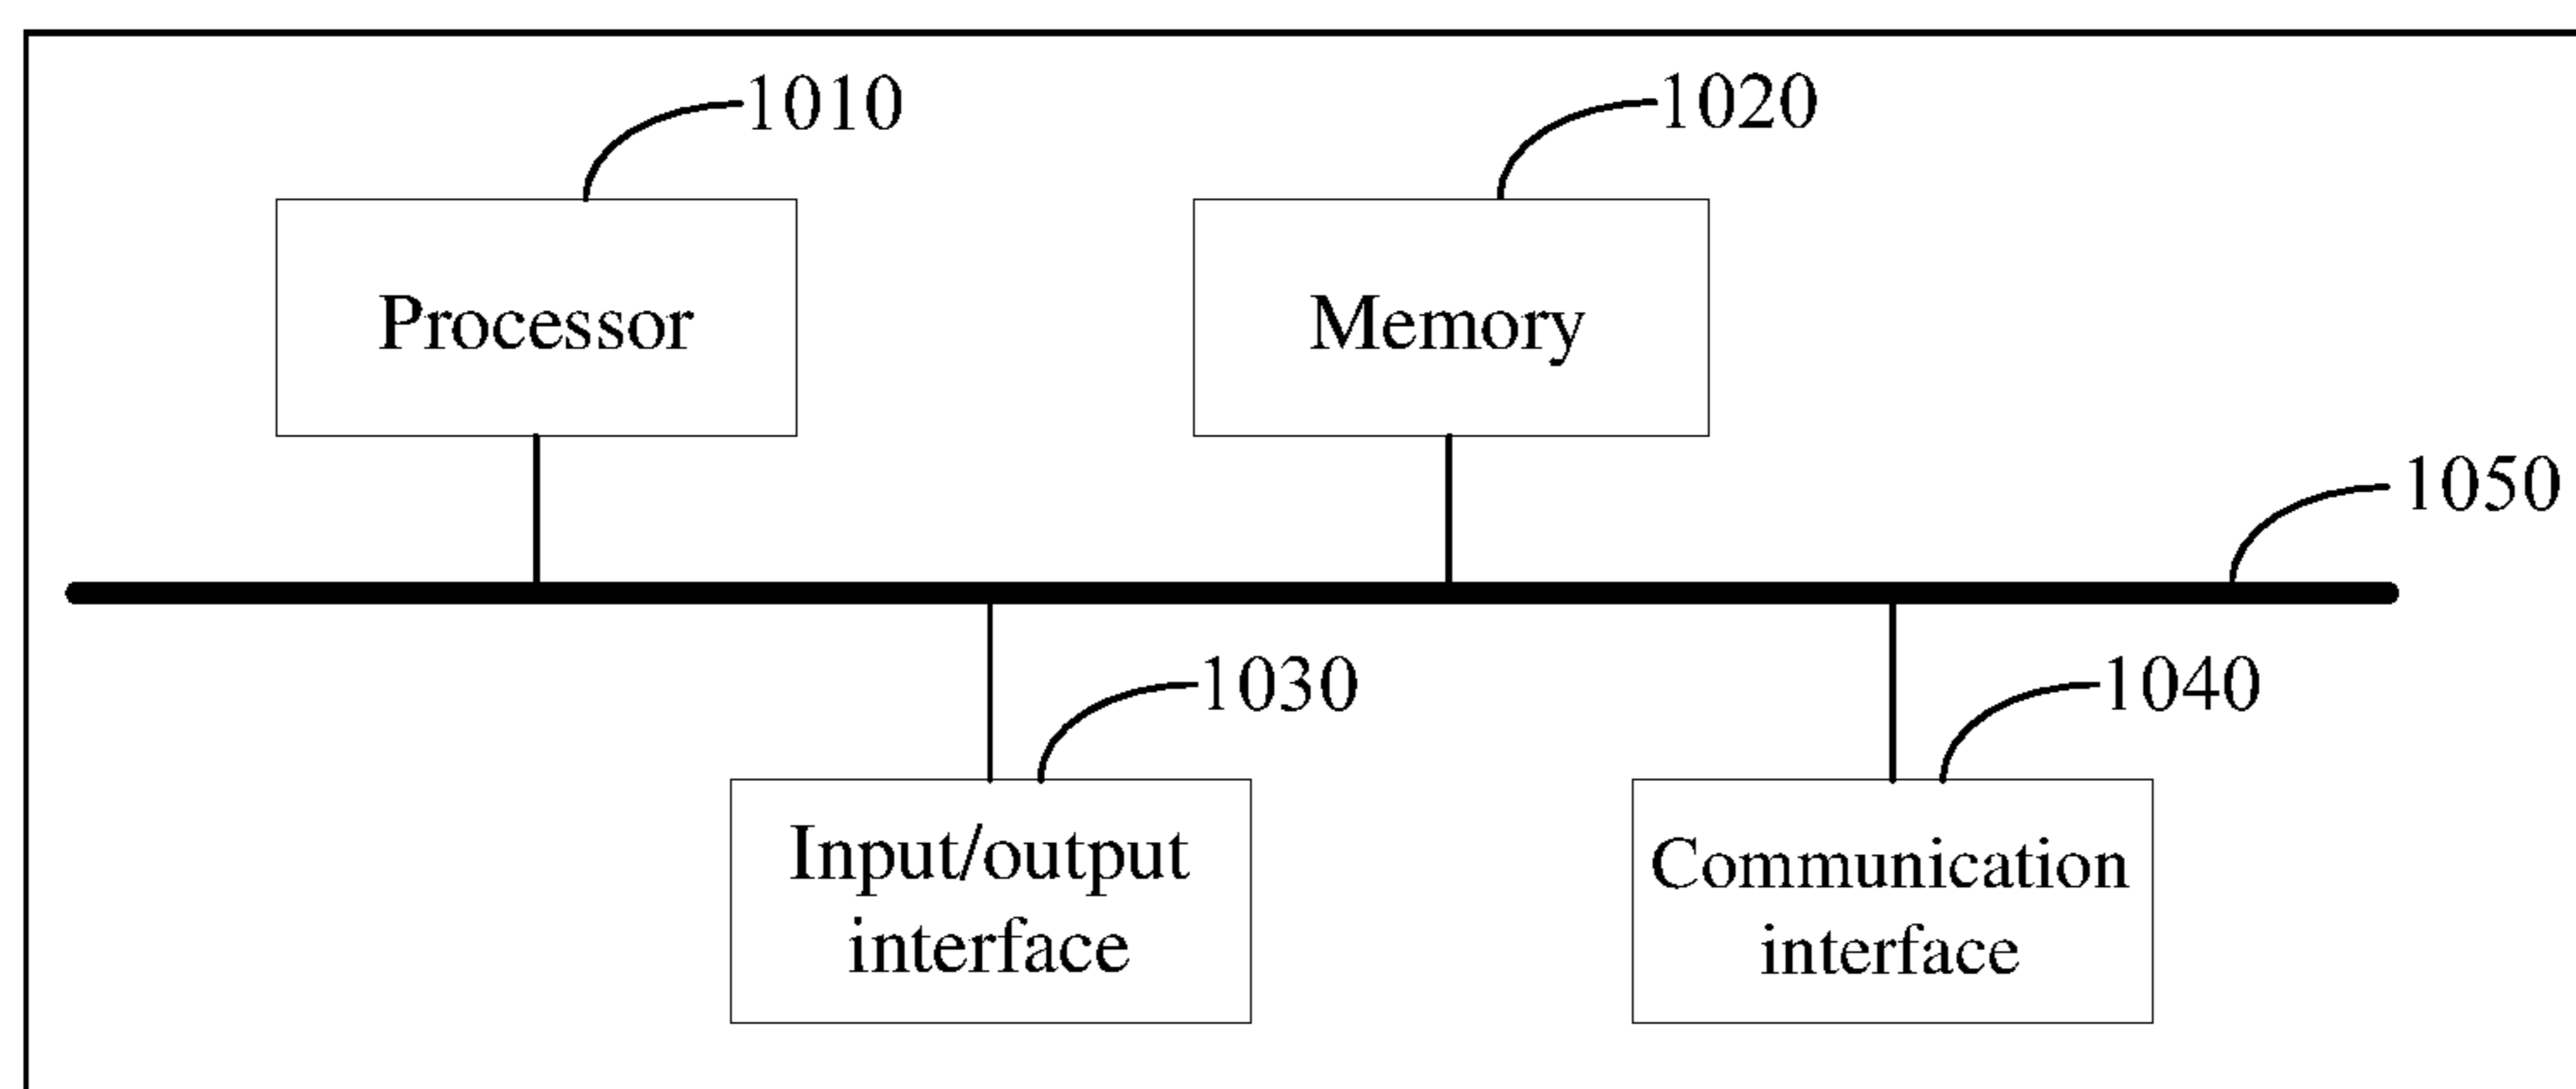 1010
1020
Processor
Memory
1050
1030
1040
Input/output
interface
Communication
interface